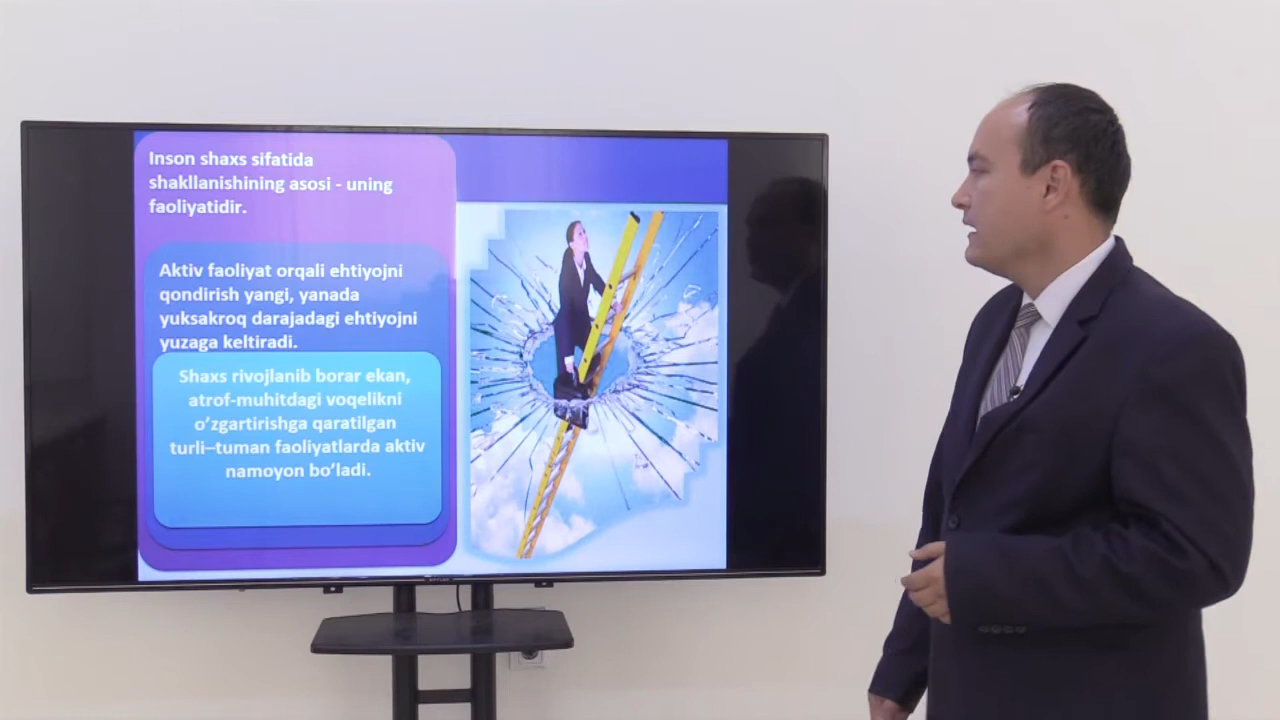 Inson shaxs sifatida
shakllanishining asosi - uning
faoliyatidir.
Aktiv faoliyat orqali ehtiyojni
qondirish yangi, yanada
yuksakroq darajadagi ehtiyojni
yuzaga keltiradi.
Shaxs rivojlanib borar ekan,
atrof-muhitdagi voqelikni
o’zgartirishga qaratilgan
turli–tuman faoliyatlarda aktiv
namoyon bo’ladi.